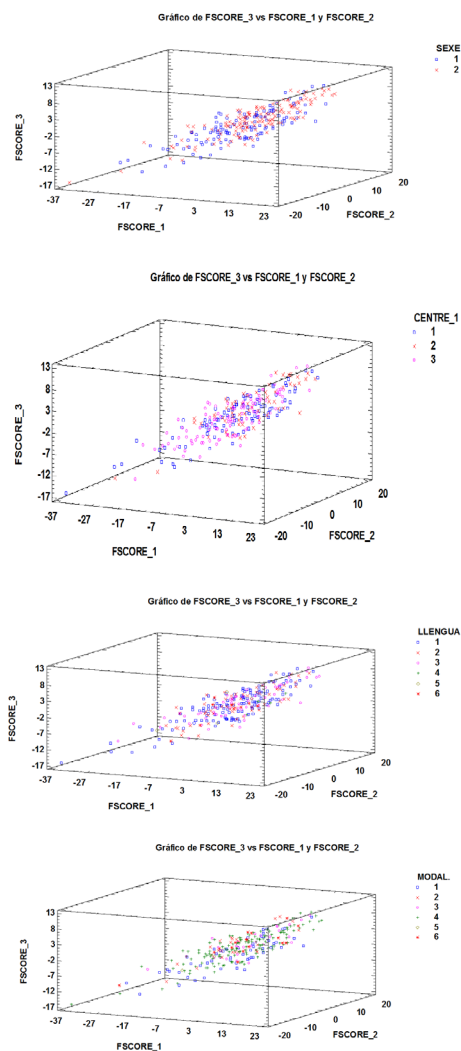 Gráfico de FSCORE_3 vs FSCORE_1 y FSCORE_2
SEXE
1
2
FSCORE_3
13
8
3
-2
-7
-12
-17
-37 -27 -17 -7 3 13 23
FSCORE_1
-20 -10 0 10 20
FSCORE_2
Gráfico de FSCORE_3 vs FSCORE_1 y FSCORE_2
CENTRE_1
1
2
3
FSCORE_3
13
8
3
-2
-7
-12
-17
-37 -27 -17 -7 3 13 23
FSCORE_1
-20 -10 0 10 20
FSCORE_2
Gráfico de FSCORE_3 vs FSCORE_1 y FSCORE_2
LLENGUA
1
2
3
4
5
6
FSCORE_3
13
8
3
-2
-7
-12
-17
-37 -27 -17 -7 3 13 23
FSCORE_1
-20 -10 0 10 20
FSCORE_2
Gráfico de FSCORE_3 vs FSCORE_1 y FSCORE_2
MODAL.
1
2
3
4
5
6
FSCORE_3
13
8
3
-2
-7
-12
-17
-37 -27 -17 -7 3 13 23
FSCORE_1
-20 -10 0 10 20
FSCORE_2